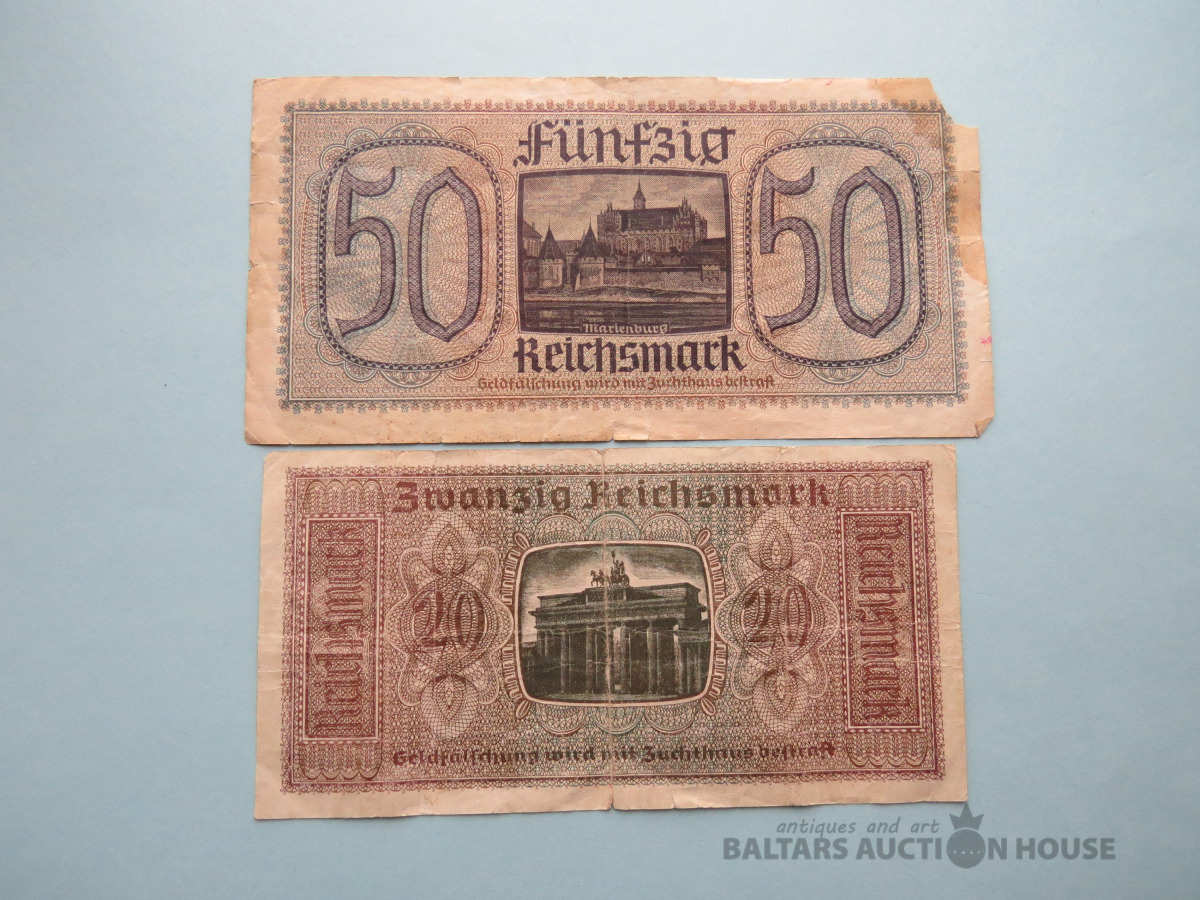 Fünfzig
50
50
Marienburg
Reichsmark
Geldfälschung wird mit Zuchthaus bestraft
Zwanzig Reichsmark
Reichsmark
20
20
Reichsmark
Geldfälschung wird mit Zuchthaus bestraft
antiques and art
BALTARS AUCTION HOUSE